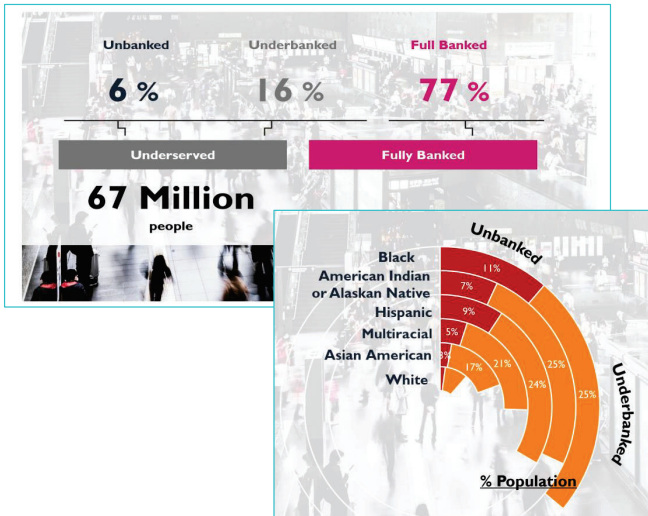 Unbanked
Underbanked
Full Banked
6 %
16 %
77 %
Underserved
Fully Banked
67 Million
people
Unbanked
Black
11%
American Indian
or Alaskan Native
7%
Hispanic
9%
Multiracial
5%
Asian American
3%
White
17%
21%
24%
25%
25%
Underbanked
% Population